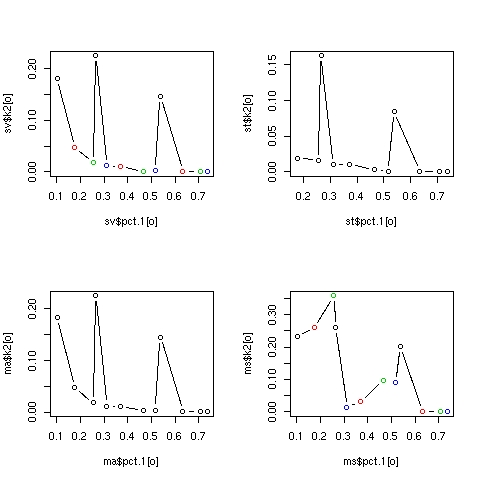 sv$k2[o]
0.00 0.10 0.20
0.1 0.2 0.3 0.4 0.5 0.6 0.7
sv$pct.1[o]
st$k2[o]
0.00 0.05 0.10 0.15
0.2 0.3 0.4 0.5 0.6 0.7
st$pct.1[o]
ma$k2[o]
0.00 0.10 0.20
0.1 0.2 0.3 0.4 0.5 0.6 0.7
ma$pct.1[o]
ms$k2[o]
0.00 0.10 0.20 0.30
0.1 0.2 0.3 0.4 0.5 0.6 0.7
ms$pct.1[o]